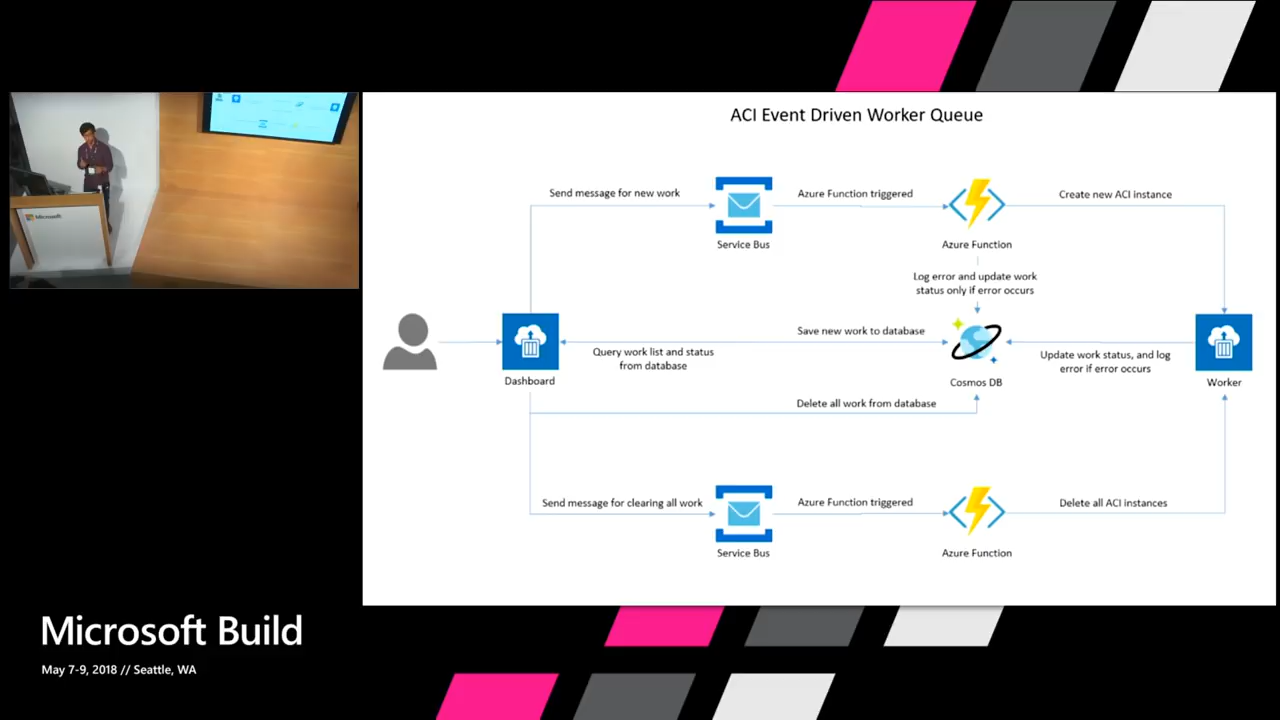 ACI Event Driven Worker Queue
Send message for new work
Azure Function triggered
Create new ACI instance
Service Bus
Azure Function
Log error and update work
status only if error occurs
Save new work to database
Query work list and status
from database
Update work status, and log
error if error occurs
Dashboard
Cosmos DB
Worker
Delete all work from database
Send message for clearing all work
Azure Function triggered
Delete all ACI instances
Service Bus
Azure Function
Microsoft
Microsoft Build
May 7-9, 2018 // Seattle, WA